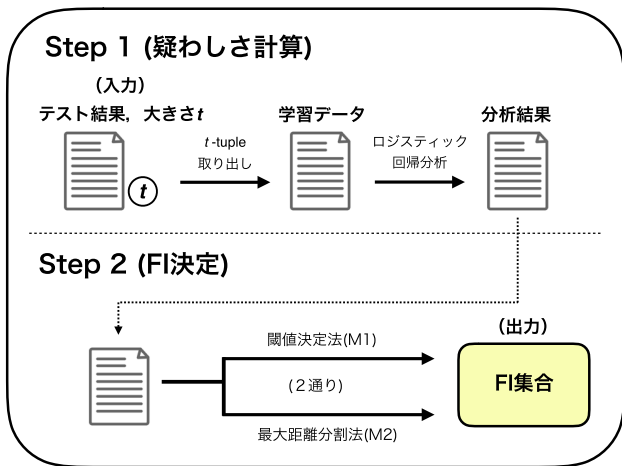 Step 1 (疑わしさ計算)
(入力)
テスト結果，大きさt
学習データ
分析結果
t-tuple
取り出し
ロジスティック
回帰分析
t
Step 2 (FI決定)
(出力)
閾値決定法(M1)
(２通り)
最大距離分割法(M2)
FI集合